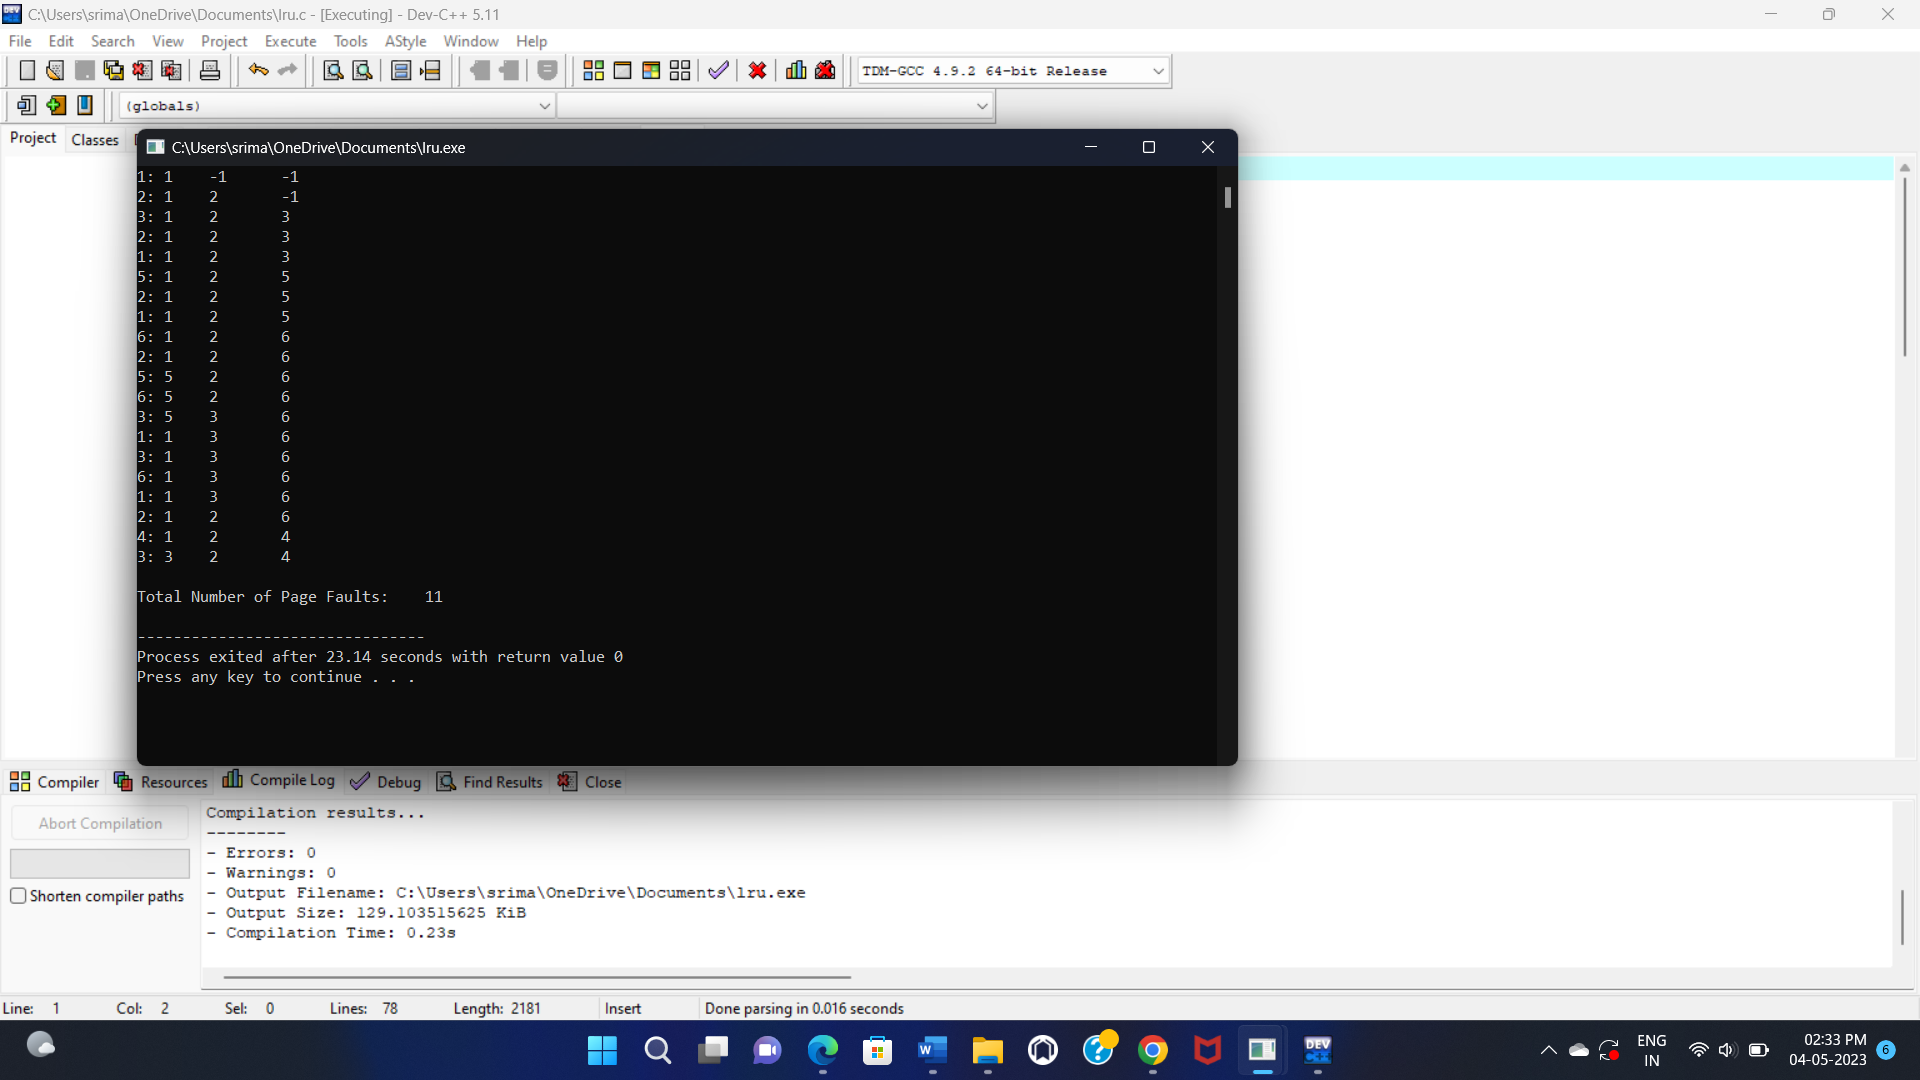 C:\Users\srima\OneDrive\Documents\lru.c - [Executing] - Dev-C++ 5.11
File Edit Search View Project Execute Tools AStyle Window Help
TDM-GCC 4.9.2 64-bit Release
(globals)
Project Classes
C:\Users\srima\OneDrive\Documents\lru.exe
1: 1 -1 -1
2: 1 2 -1
3: 1 2 3
2: 1 2 3
1: 1 2 3
5: 1 2 5
2: 1 2 5
1: 1 2 5
6: 1 2 6
2: 1 2 6
5: 5 2 6
6: 5 2 6
3: 5 3 6
1: 1 3 6
3: 1 3 6
6: 1 3 6
1: 1 3 6
2: 1 2 6
4: 1 2 4
3: 3 2 4
Total Number of Page Faults: 11
--------------------------------
Process exited after 23.14 seconds with return value 0
Press any key to continue . . .
Compiler Resources Compile Log Debug Find Results Close
Abort Compilation
Shorten compiler paths
Compilation results...
--------
- Errors: 0
- Warnings: 0
- Output Filename: C:\Users\srima\OneDrive\Documents\lru.exe
- Output Size: 129.103515625 KiB
- Compilation Time: 0.23s
Line: 1 Col: 2 Sel: 0 Lines: 78 Length: 2181 Insert Done parsing in 0.016 seconds
DEV
ENG
IN
02:33 PM
04-05-2023
6